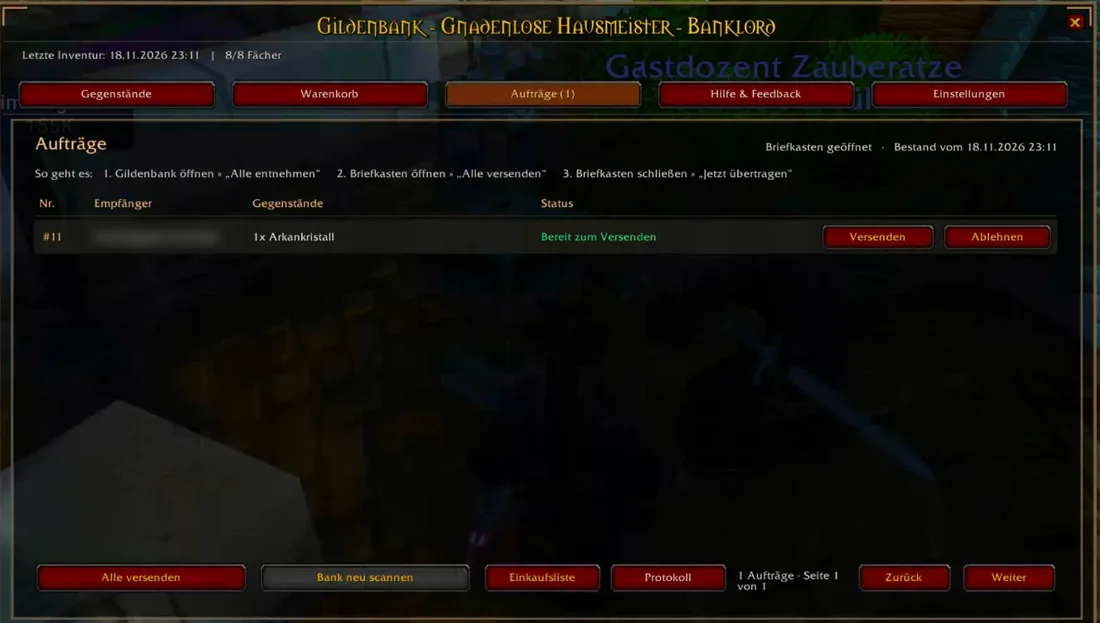 Gildenbank - Gnadenlose Hausmeister - Banklord
Letzte Inventur: 18.11.2026 23:11 | 8/8 Fächer
Gastdozent Zauberatze
Gegenstände
Warenkorb
Aufträge (1)
Hilfe & Feedback
Einstellungen
155K
Aufträge
Briefkasten geöffnet · Bestand vom 18.11.2026 23:11
So geht es: 1. Gildenbank öffnen » „Alle entnehmen“ 2. Briefkasten öffnen » „Alle versenden“ 3. Briefkasten schließen » „Jetzt übertragen“
Nr. Empfänger Gegenstände Status
#11 1x Arkankristall Bereit zum Versenden Versenden Ablehnen
Alle versenden
Bank neu scannen
Einkaufsliste
Protokoll
1 Aufträge · Seite 1
von 1
Zurück
Weiter